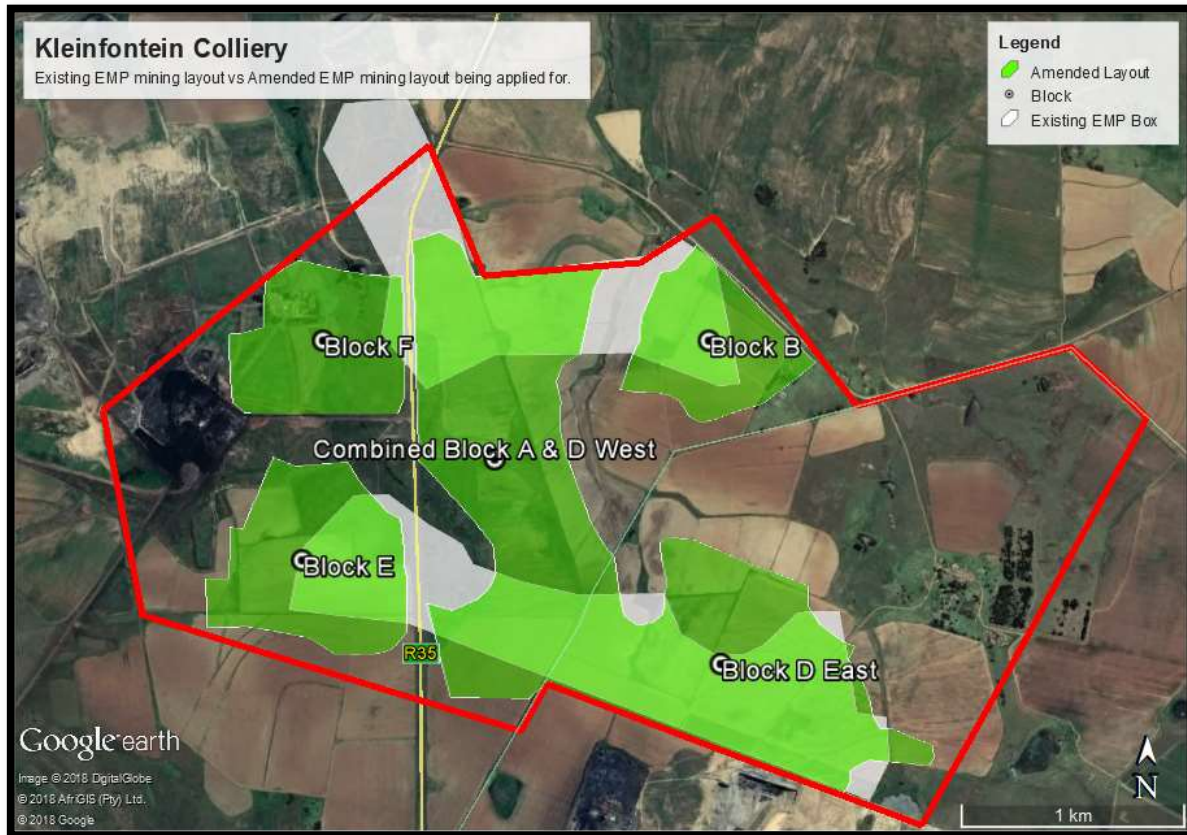 Kleinfontein Colliery
Existing EMP mining layout vs Amended EMP mining layout being applied for.
Legend
Amended Layout
Block
Existing EMP Box
Block F
Block B
Combined Block A & D West
Block E
R35
Block D East
Google earth
Image © 2018 DigitalGlobe
© 2018 AfriGIS (Pty) Ltd.
© 2018 Google
N
1 km